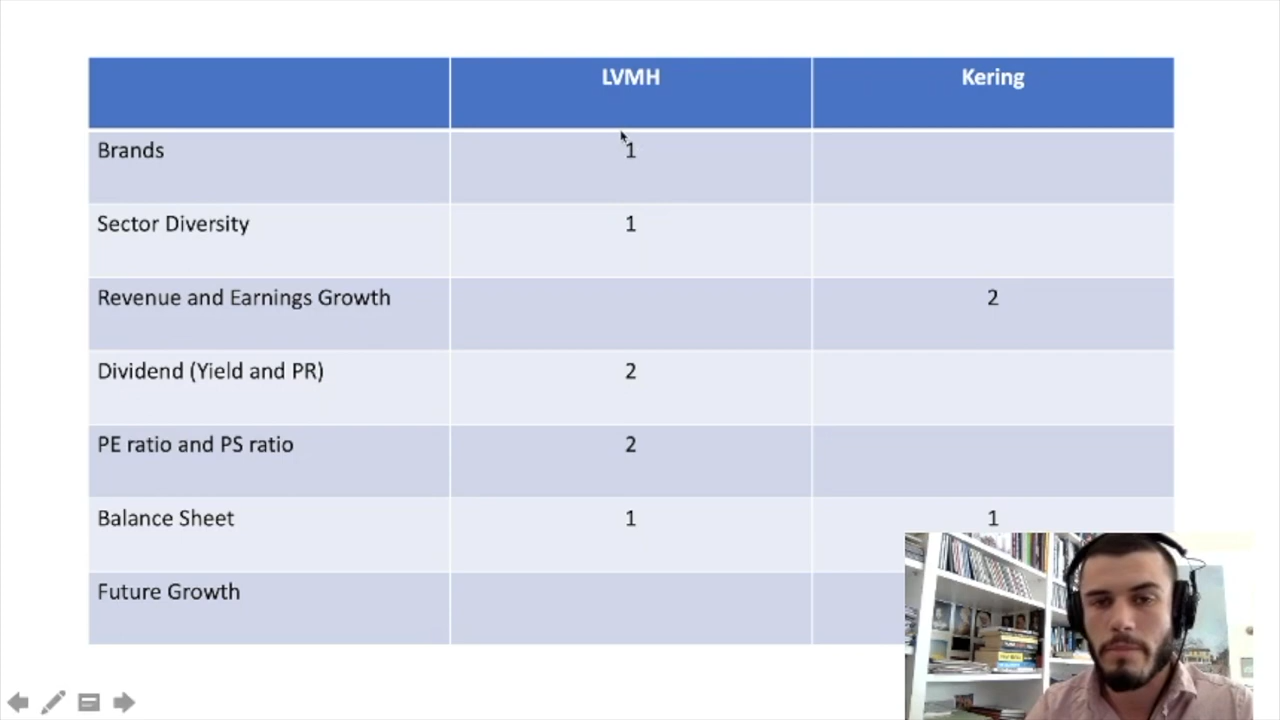 LVMH Kering
Brands 1
Sector Diversity 1
Revenue and Earnings Growth 2
Dividend (Yield and PR) 2
PE ratio and PS ratio 2
Balance Sheet 1 1
Future Growth